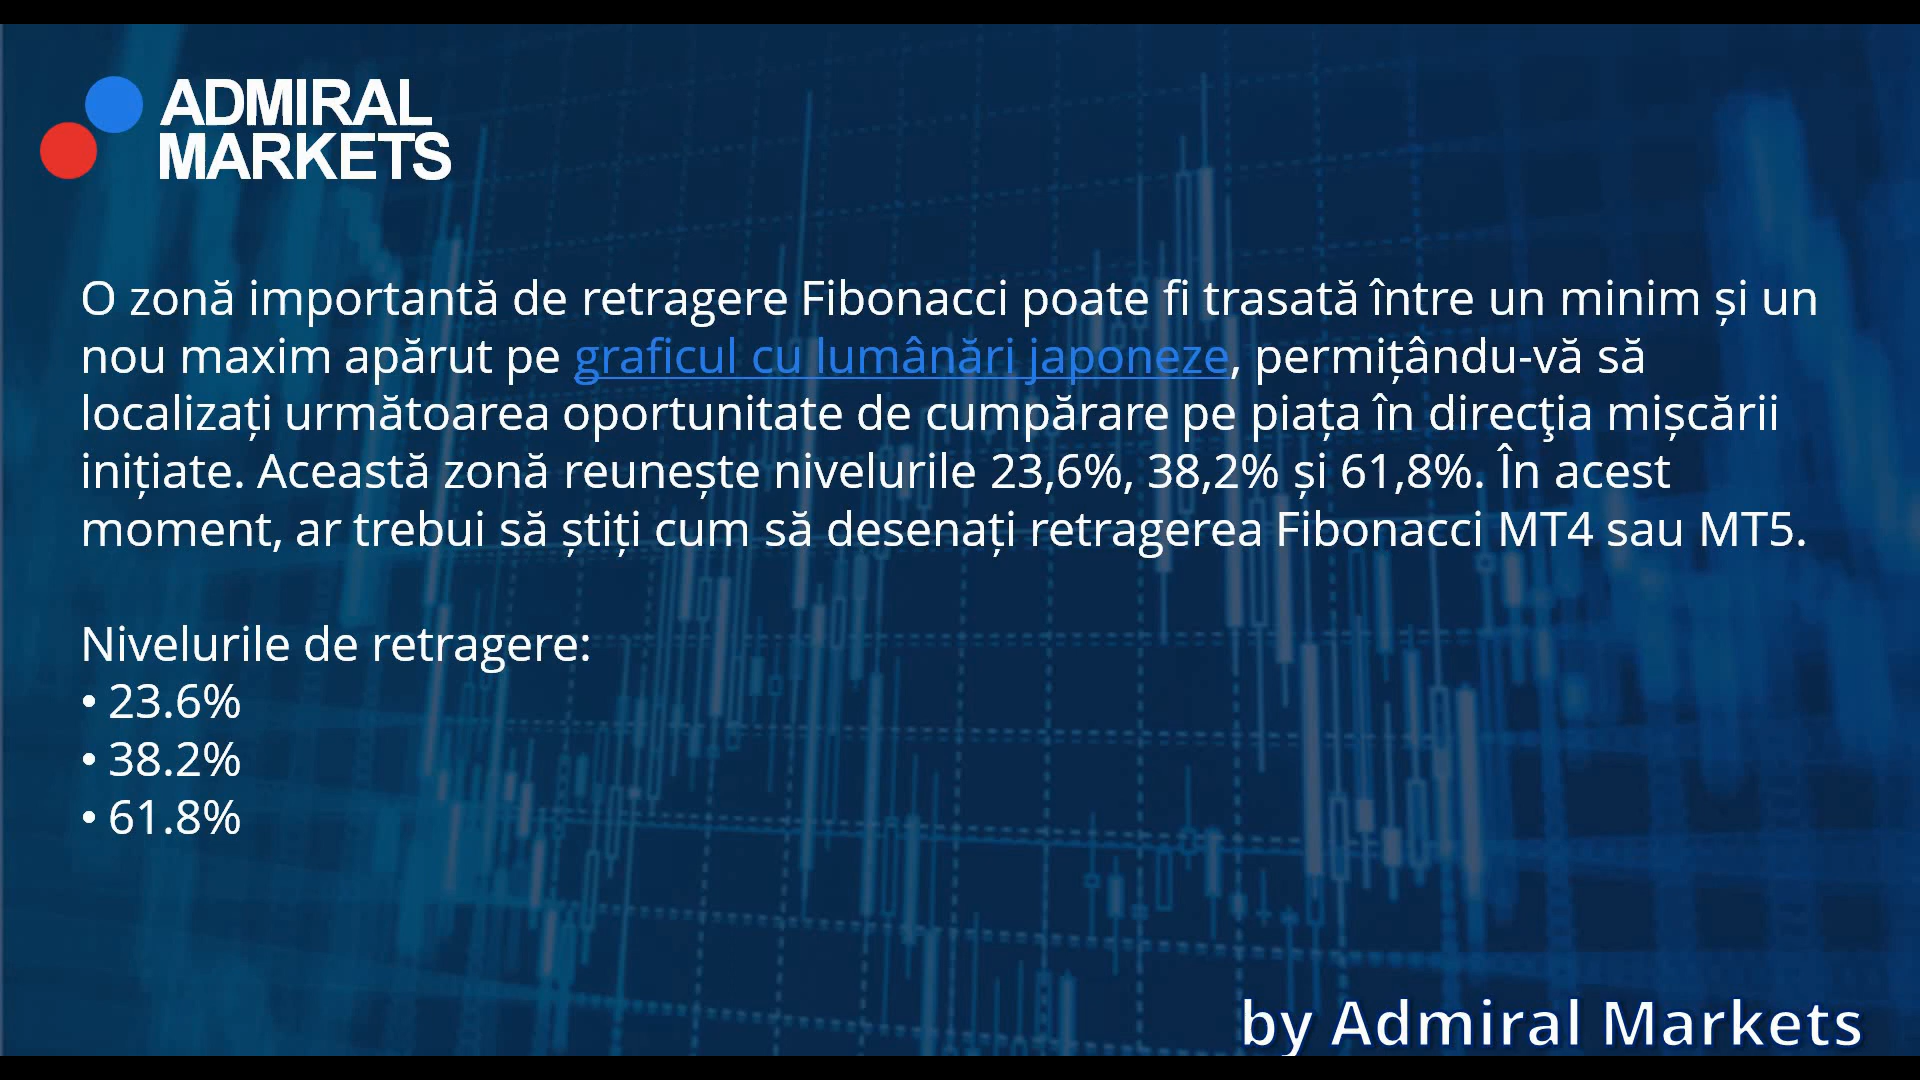 ADMIRAL
MARKETS
O zonă importantă de retragere Fibonacci poate fi trasată între un minim și un
nou maxim apărut pe graficul cu lumânări japoneze, permițându-vă să
localizați următoarea oportunitate de cumpărare pe piața în direcţia mișcării
inițiate. Această zonă reunește nivelurile 23,6%, 38,2% și 61,8%. În acest
moment, ar trebui să știți cum să desenați retragerea Fibonacci MT4 sau MT5.
Nivelurile de retragere:
• 23.6%
• 38.2%
• 61.8%
by Admiral Markets